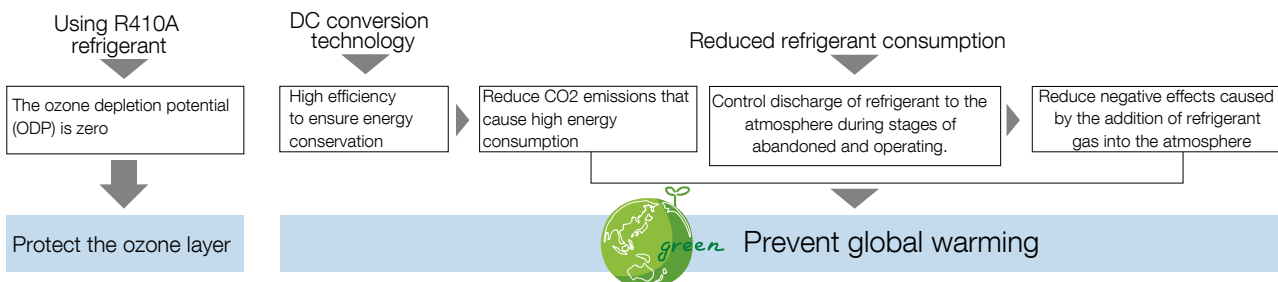 Using R410A
refrigerant
The ozone depletion potential
(ODP) is zero
Protect the ozone layer
DC conversion
technology
High efficiency
to ensure energy
conservation
Reduce CO2 emissions that
cause high energy
consumption
Reduced refrigerant consumption
Control discharge of refrigerant to the
atmosphere during stages of
abandoned and operating.
Reduce negative effects caused
by the addition of refrigerant
gas into the atmosphere
green
Prevent global warming